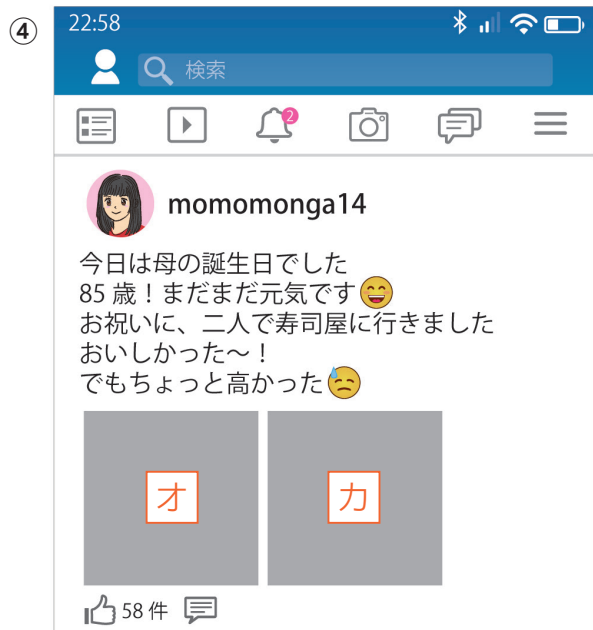 ④
22:58
検索
2
momomonga14
今日は母の誕生日でした
85 歳！まだまだ元気です
お祝いに、二人で寿司屋に行きました
おいしかった～！
でもちょっと高かった
オ
カ
58 件